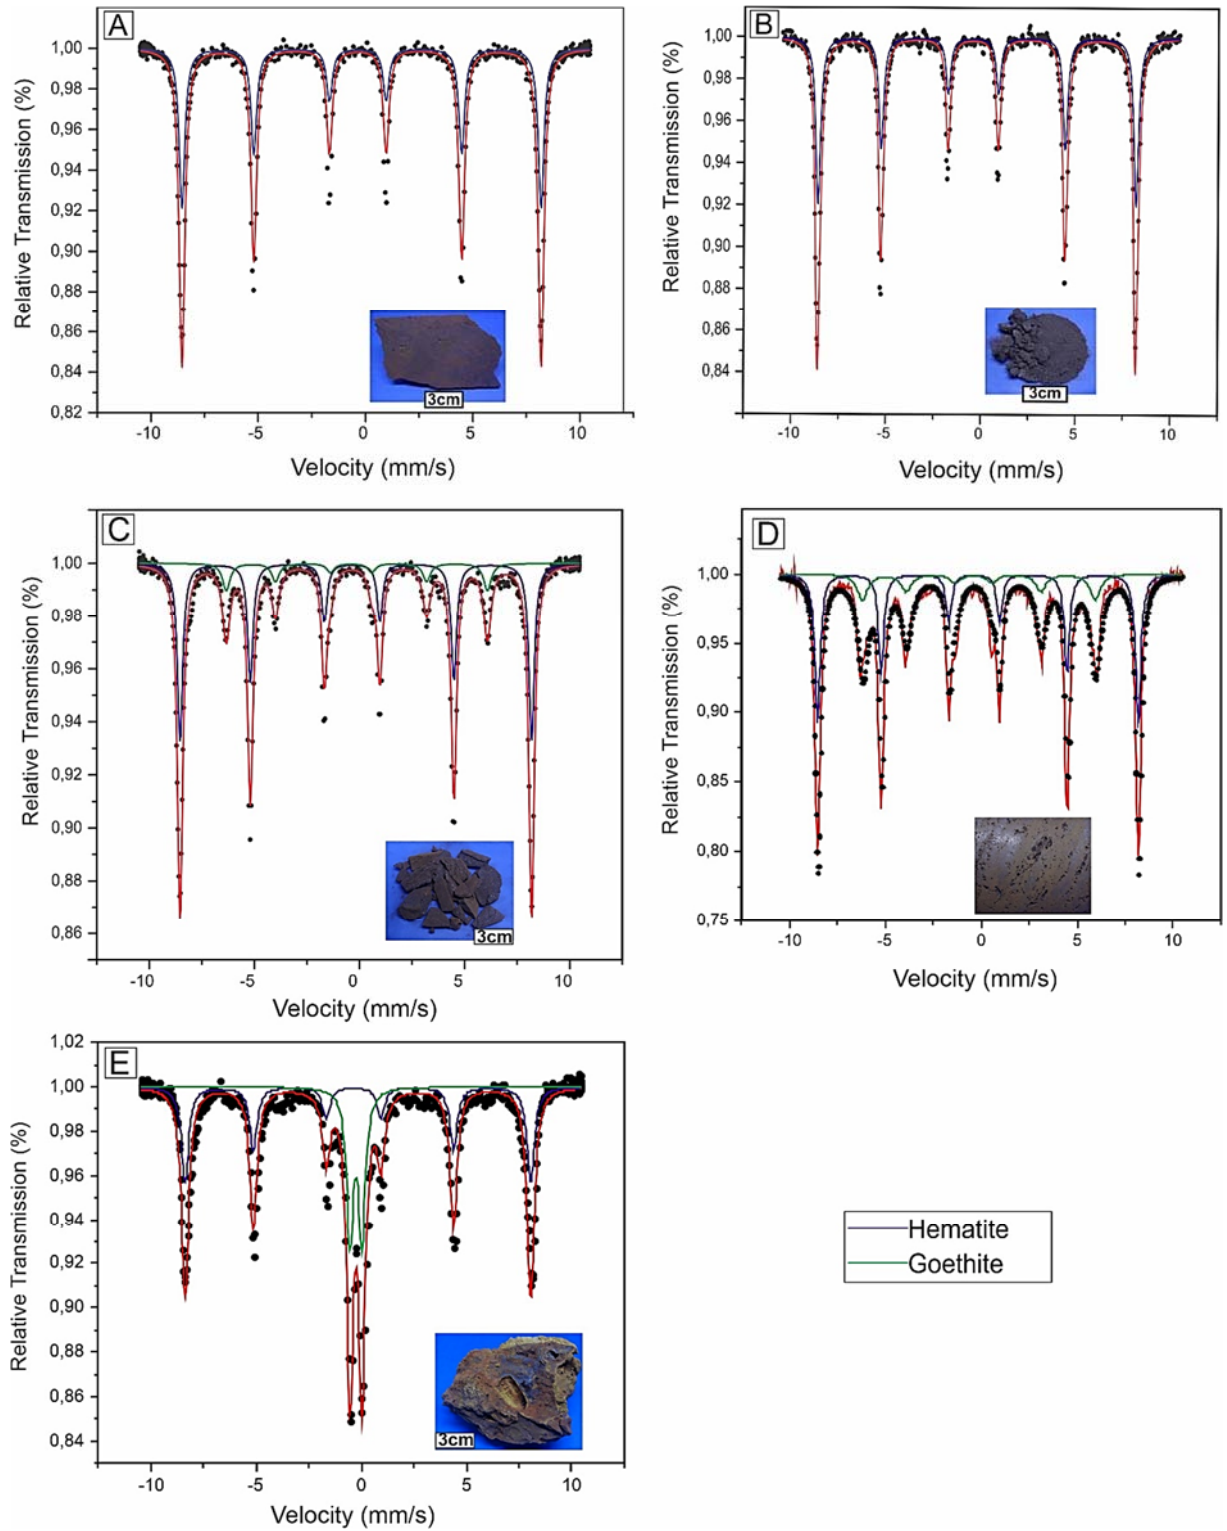 A
Relative Transmission (%)
1,00
0,98
0,96
0,94
0,92
0,90
0,88
0,86
0,84
0,82
3cm
-10 -5 0 5 10
Velocity (mm/s)
B
Relative Transmission (%)
1,00
0,98
0,96
0,94
0,92
0,90
0,88
0,86
0,84
3cm
-10 -5 0 5 10
Velocity (mm/s)
C
Relative Transmission (%)
1,00
0,98
0,96
0,94
0,92
0,90
0,88
0,86
3cm
-10 -5 0 5 10
Velocity (mm/s)
D
Relative Transmission (%)
1.00
0,95
0,90
0,85
0,80
0,75
-10 -5 0 5 10
Velocity (mm/s)
E
Relative Transmission (%)
1,02
1,00
0,98
0,96
0,94
0,92
0,90
0,88
0,86
0,84
3cm
-10 -5 0 5 10
Velocity (mm/s)
Hematite
Goethite